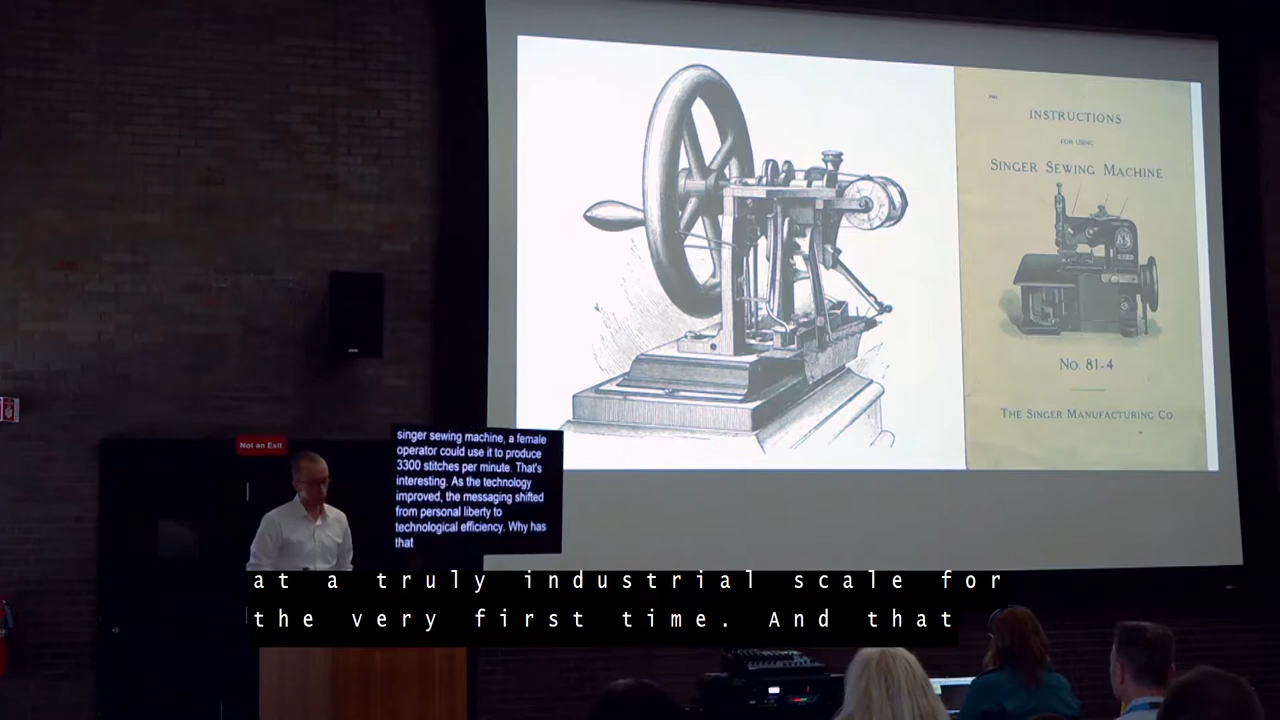 INSTRUCTIONS
FOR USING
SINGER SEWING MACHINE
No. 81-4
THE SINGER MANUFACTURING CO.
Not an Exit
singer sewing machine, a female
operator could use it to produce
3300 stitches per minute. That's
interesting. As the technology
improved, the messaging shifted
from personal liberty to
technological efficiency. Why has
that
at a truly industrial scale for
the very first time. And that